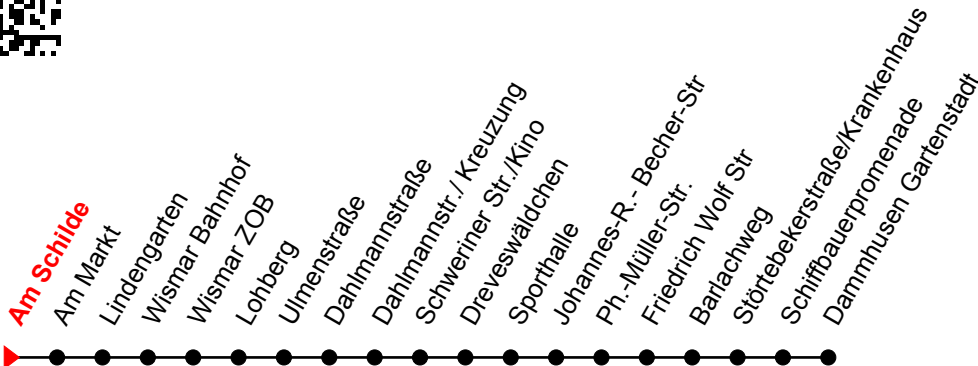 Am Schilde
Am Markt
Lindengarten
Wismar Bahnhof
Wismar ZOB
Lohberg
Ulmenstraße
Dahlmannstraße
Dahlmannstr./ Kreuzung
Schweriner Str./Kino
Dreveswäldchen
Sporthalle
Johannes-R.- Becher-Str
Ph.-Müller-Str.
Friedrich Wolf Str
Barlachweg
Störtebekerstraße/Krankenhaus
Schiffbauerpromenade
Dammhusen Gartenstadt